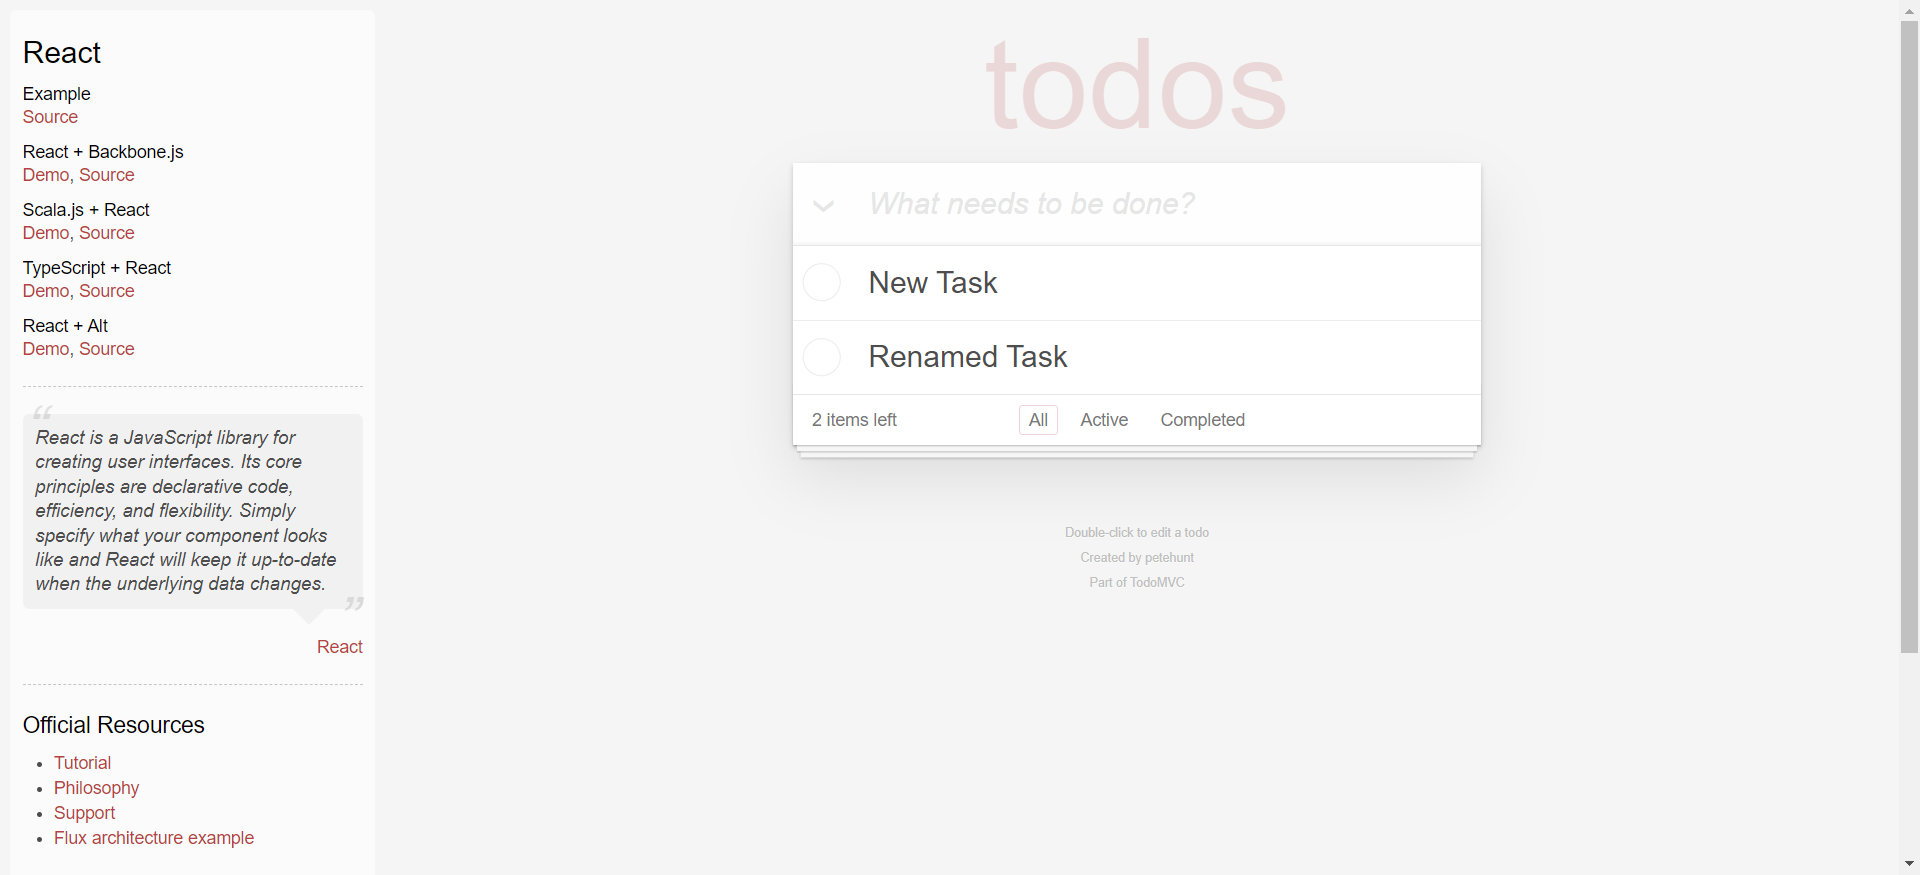 React
Example
Source
React + Backbone.js
Demo, Source
Scala.js + React
Demo, Source
TypeScript + React
Demo, Source
React + Alt
Demo, Source
“
React is a JavaScript library for
creating user interfaces. Its core
principles are declarative code,
efficiency, and flexibility. Simply
specify what your component looks
like and React will keep it up-to-date
when the underlying data changes.
”
React
Official Resources
Tutorial
Philosophy
Support
Flux architecture example
todos
What needs to be done?
New Task
Renamed Task
2 items left All Active Completed
Double-click to edit a todo
Created by petehunt
Part of TodoMVC